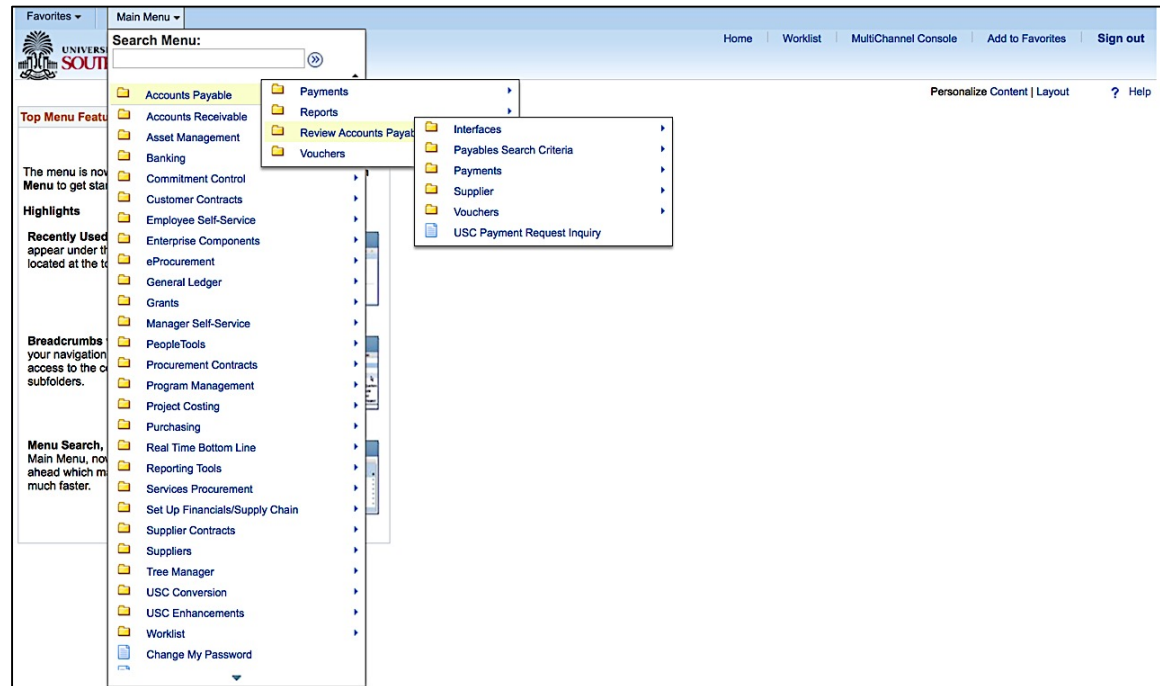 Favorites
Main Menu
UNIVERSI
SOUT
Home
Worklist
MultiChannel Console
Add to Favorites
Sign out
Personalize Content | Layout
? Help
Search Menu:
Accounts Payable
Accounts Receivable
Asset Management
Banking
Commitment Control
Customer Contracts
Employee Self-Service
Enterprise Components
eProcurement
General Ledger
Grants
Manager Self-Service
PeopleTools
Procurement Contracts
Program Management
Project Costing
Purchasing
Real Time Bottom Line
Reporting Tools
Services Procurement
Set Up Financials/Supply Chain
Supplier Contracts
Suppliers
Tree Manager
USC Conversion
USC Enhancements
Worklist
Change My Password
Payments
Reports
Review Accounts Payab
Vouchers
Interfaces
Payables Search Criteria
Payments
Supplier
Vouchers
USC Payment Request Inquiry
Top Menu Featu
The menu is now
Menu to get star
Highlights
Recently Used
appear under th
located at the to
Breadcrumbs
your navigation
access to the co
subfolders.
Menu Search,
Main Menu, now
ahead which ma
much faster.